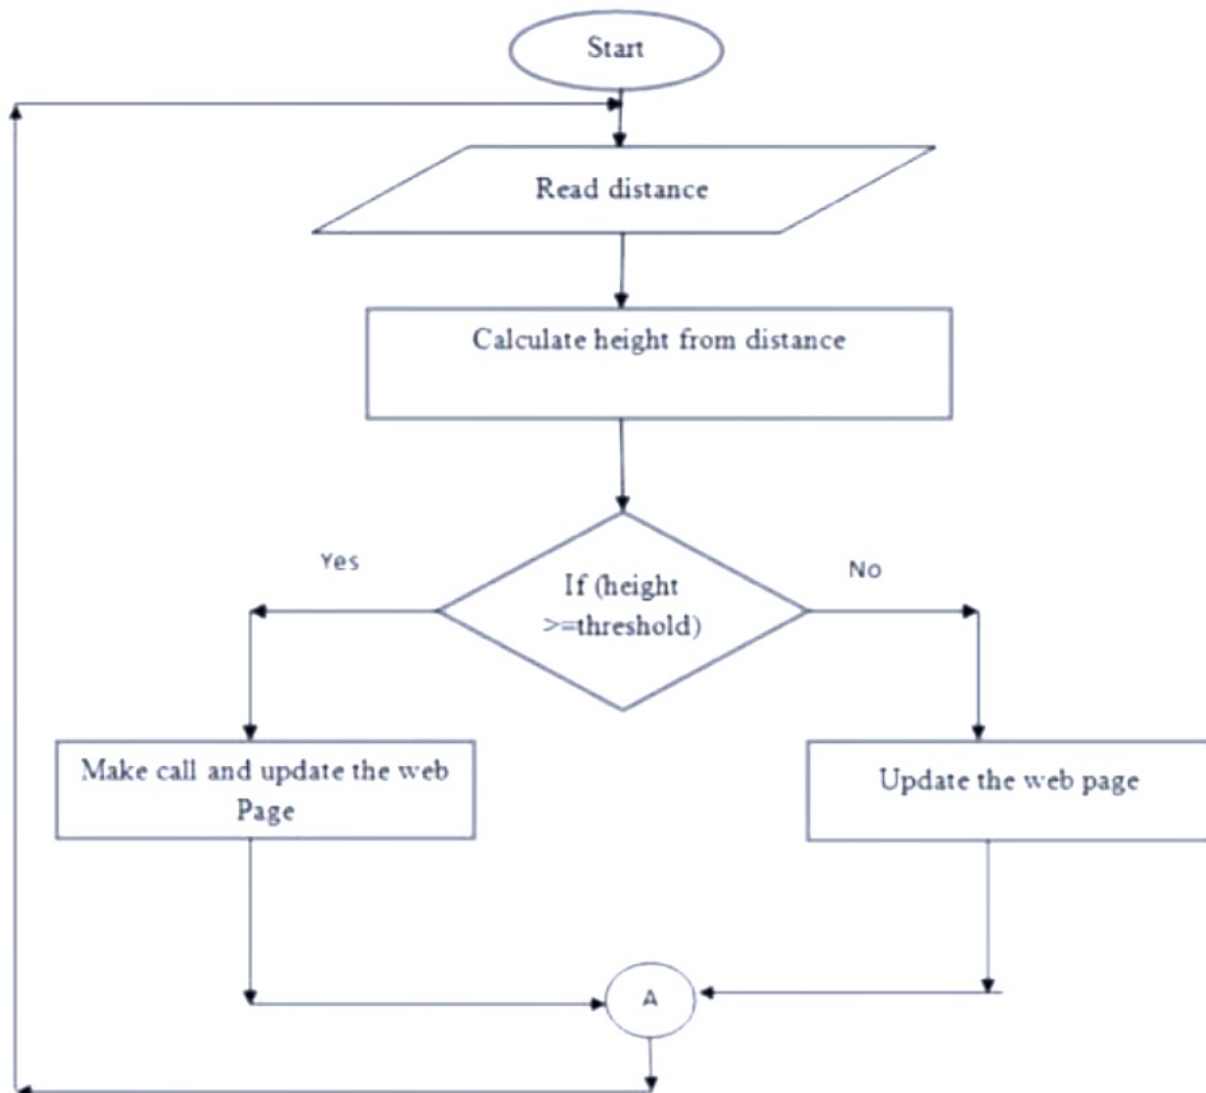 Start
Read distance
Calculate height from distance
If (height
>=threshold)
Yes
No
Make call and update the web
Page
Update the web page
A